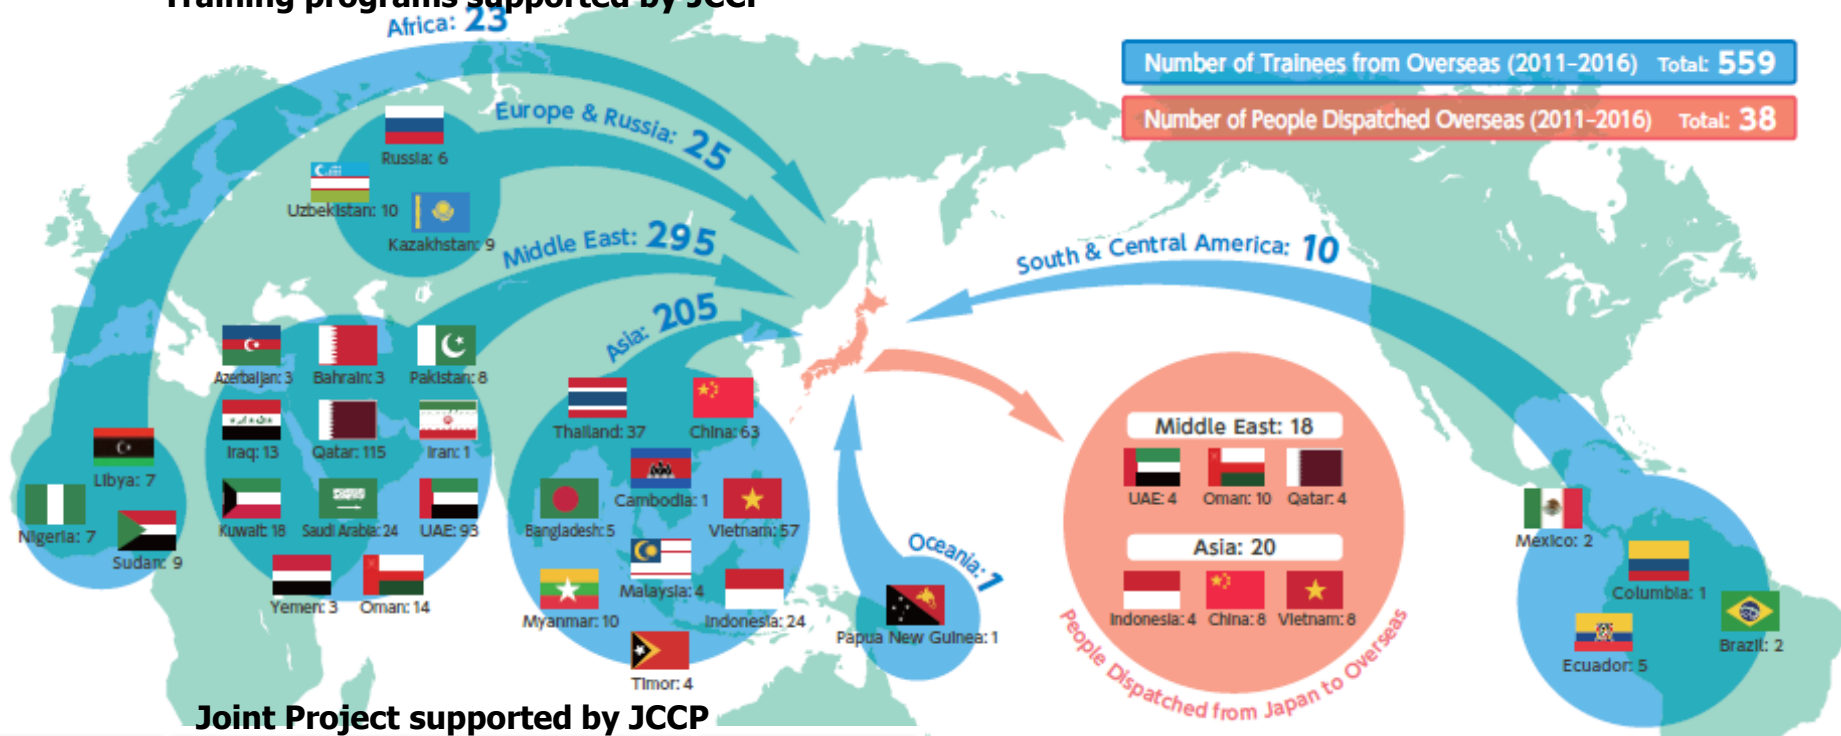 Training programs supported by JCCP
Africa: 23
Number of Trainees from Overseas (2011–2016) Total: 559
Number of People Dispatched Overseas (2011–2016) Total: 38
Europe & Russia: 25
Russia: 6
Uzbekistan: 10
Kazakhstan: 9
Middle East: 295
South & Central America: 10
Asia: 205
Azerbaijan: 3 Bahrain: 3 Pakistan: 8
Iraq: 13 Qatar: 115 Iran: 1
Kuwait: 18 Saudi Arabia: 24 UAE: 93
Yemen: 3 Oman: 14
Libya: 7
Nigeria: 7
Sudan: 9
Thailand: 37 China: 63
Cambodia: 1
Bangladesh: 5 Vietnam: 57
Malaysia: 4
Myanmar: 10 Indonesia: 24
Timor: 4
Oceania: 1
Papua New Guinea: 1
Middle East: 18
UAE: 4 Oman: 10 Qatar: 4
Asia: 20
Indonesia: 4 China: 8 Vietnam: 8
People Dispatched from Japan to Overseas
Mexico: 2
Columbia: 1
Brazil: 2
Ecuador: 5
Joint Project supported by JCCP